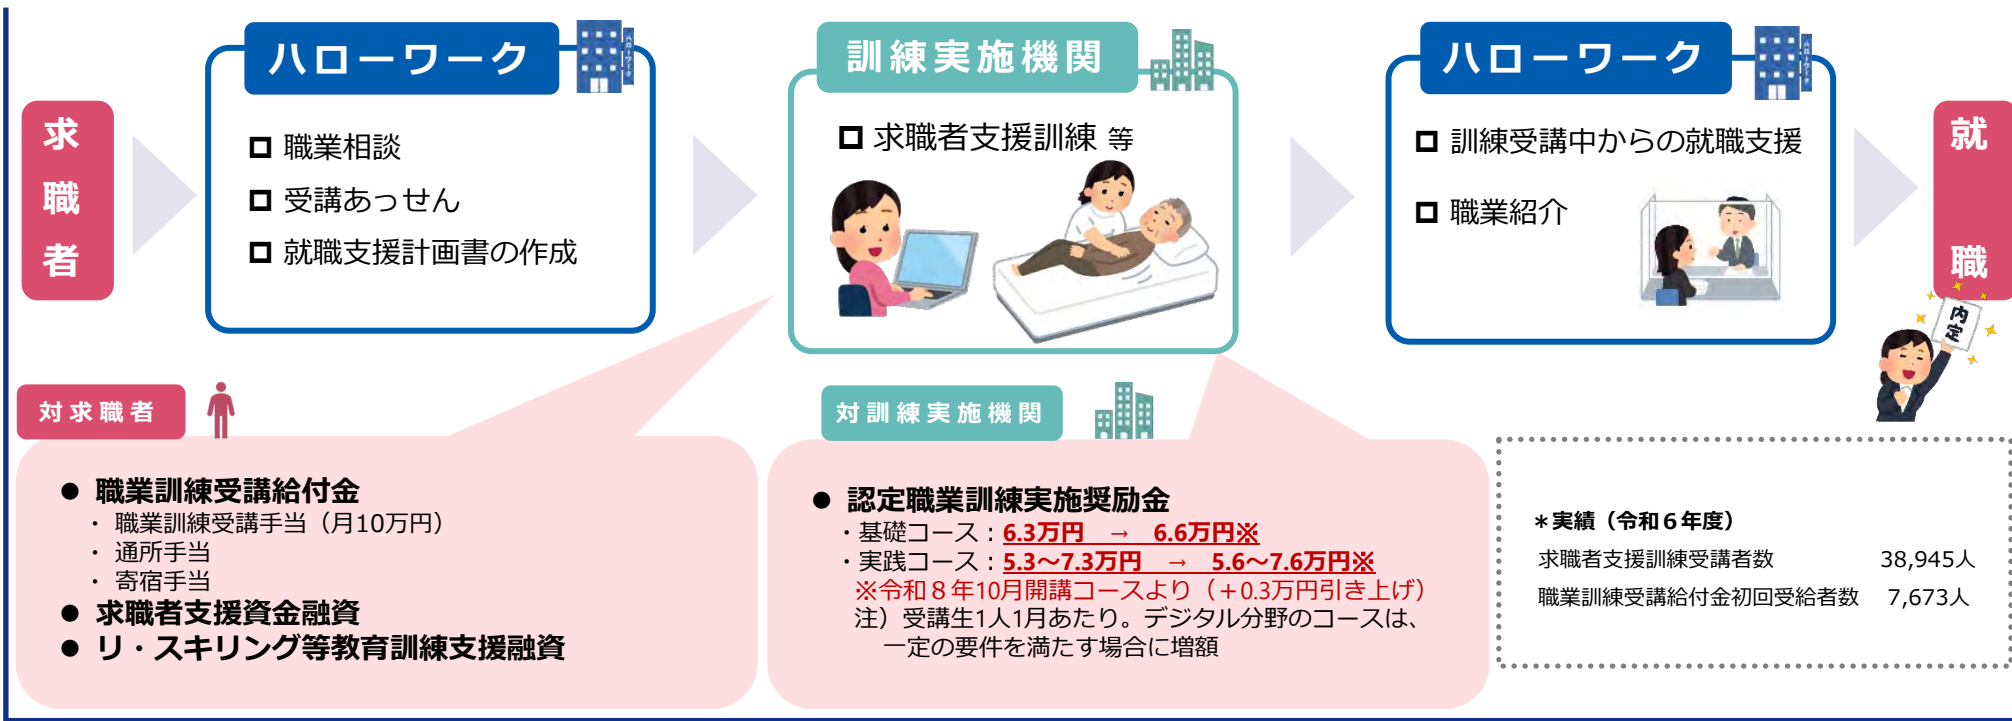 求職者
ハローワーク
ハローワーク
職業相談
受講あっせん
就職支援計画書の作成
訓練実施機関
求職者支援訓練 等
ハローワーク
ハローワーク
訓練受講中からの就職支援
職業紹介
就職
内定
対求職者
● 職業訓練受講給付金
・ 職業訓練受講手当（月10万円）
・ 通所手当
・ 寄宿手当
● 求職者支援資金融資
● リ・スキリング等教育訓練支援融資
対訓練実施機関
● 認定職業訓練実施奨励金
・基礎コース：6.3万円 → 6.6万円※
・実践コース：5.3～7.3万円 → 5.6～7.6万円※
※令和８年10月開講コースより（＋0.3万円引き上げ）
注）受講生1人1月あたり。デジタル分野のコースは、
一定の要件を満たす場合に増額
＊実績（令和６年度）
求職者支援訓練受講者数 38,945人
職業訓練受講給付金初回受給者数 7,673人